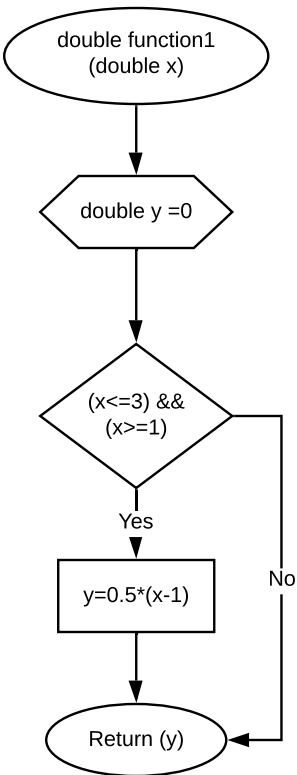 double function1
(double x)
double y =0
(x<=3) &&
(x>=1)
Yes
y=0.5*(x-1)
No
Return (y)